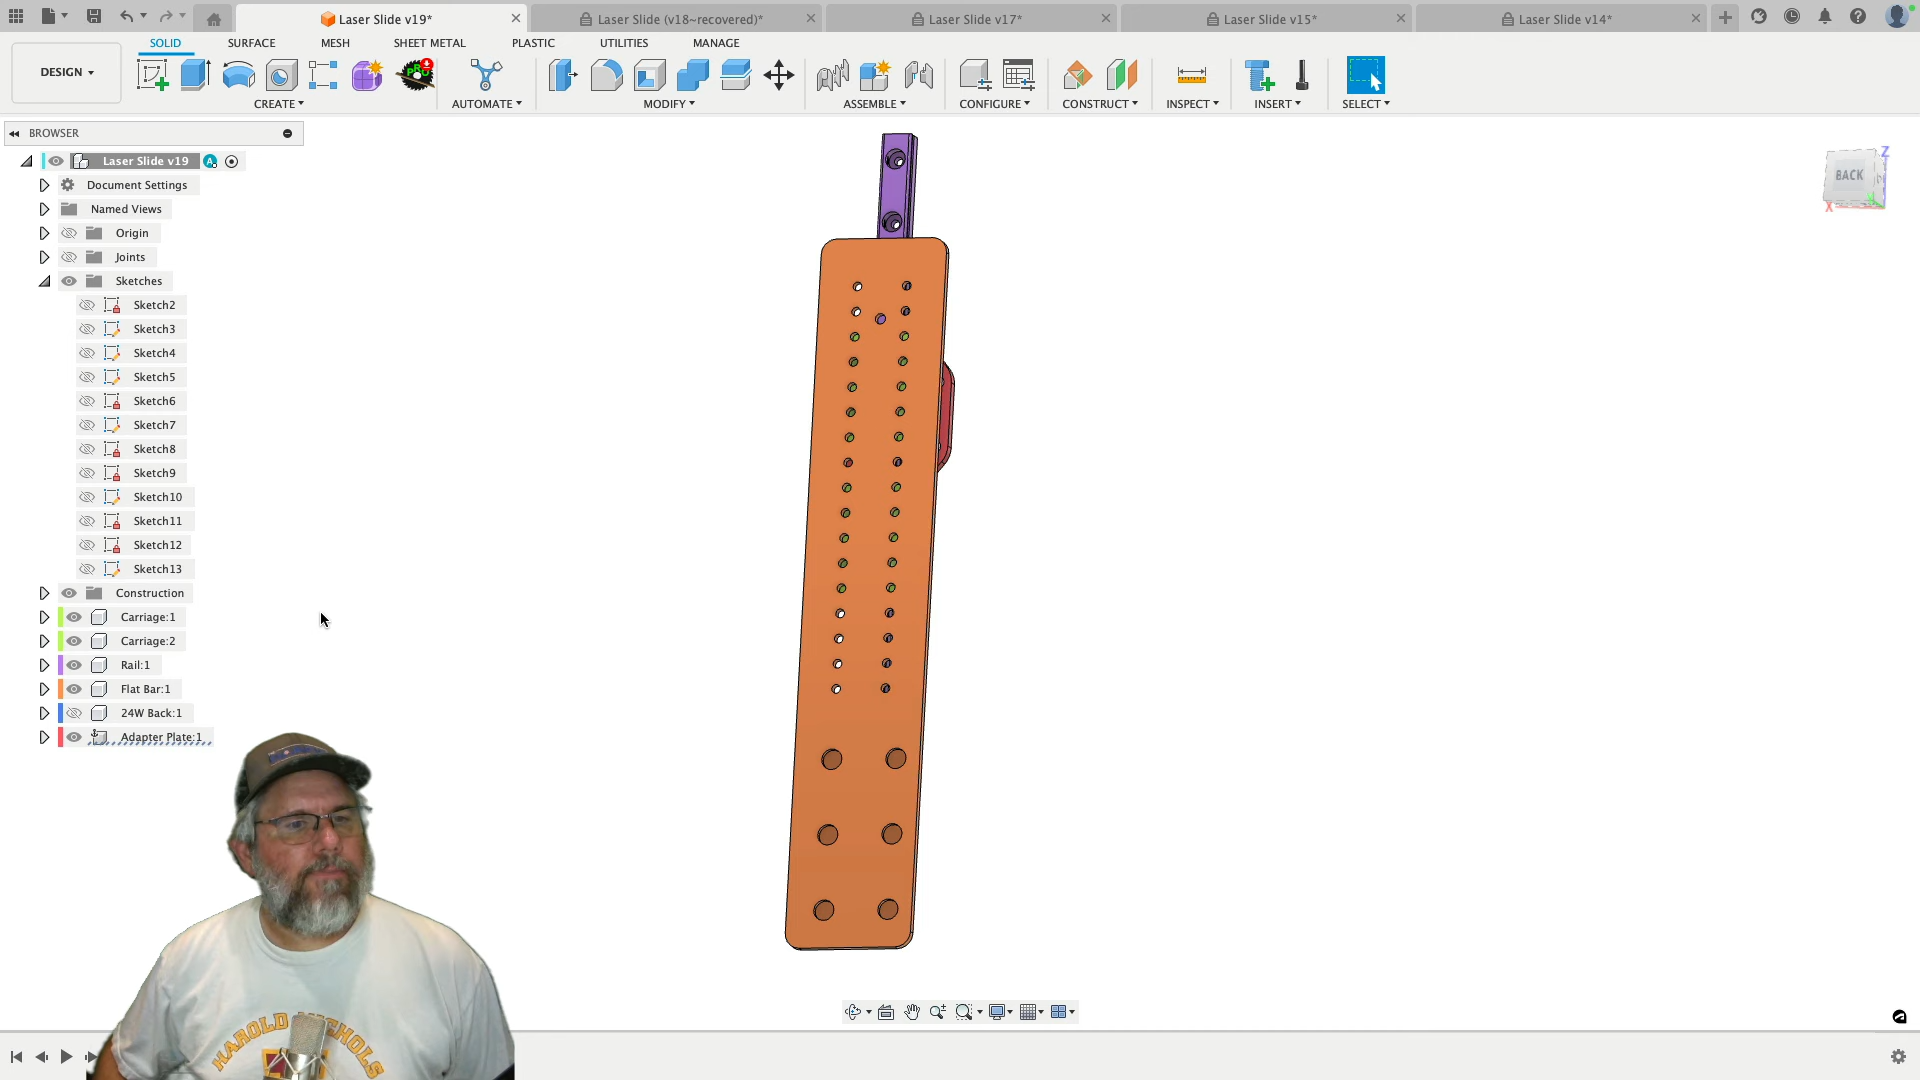 Laser Slide v19*
Laser Slide (v18~recovered)*
Laser Slide v17*
Laser Slide v15*
Laser Slide v14*
DESIGN
SOLID
SURFACE
MESH
SHEET METAL
PLASTIC
UTILITIES
MANAGE
CREATE
AUTOMATE
MODIFY
ASSEMBLE
CONFIGURE
CONSTRUCT
INSPECT
INSERT
SELECT
BROWSER
Laser Slide v19
Document Settings
Named Views
Origin
Joints
Sketches
Sketch2
Sketch3
Sketch4
Sketch5
Sketch6
Sketch7
Sketch8
Sketch9
Sketch10
Sketch11
Sketch12
Sketch13
Construction
Carriage:1
Carriage:2
Rail:1
Flat Bar:1
24W Back:1
Adapter Plate:1
BACK
Z
X
HAROLD NICHOLS